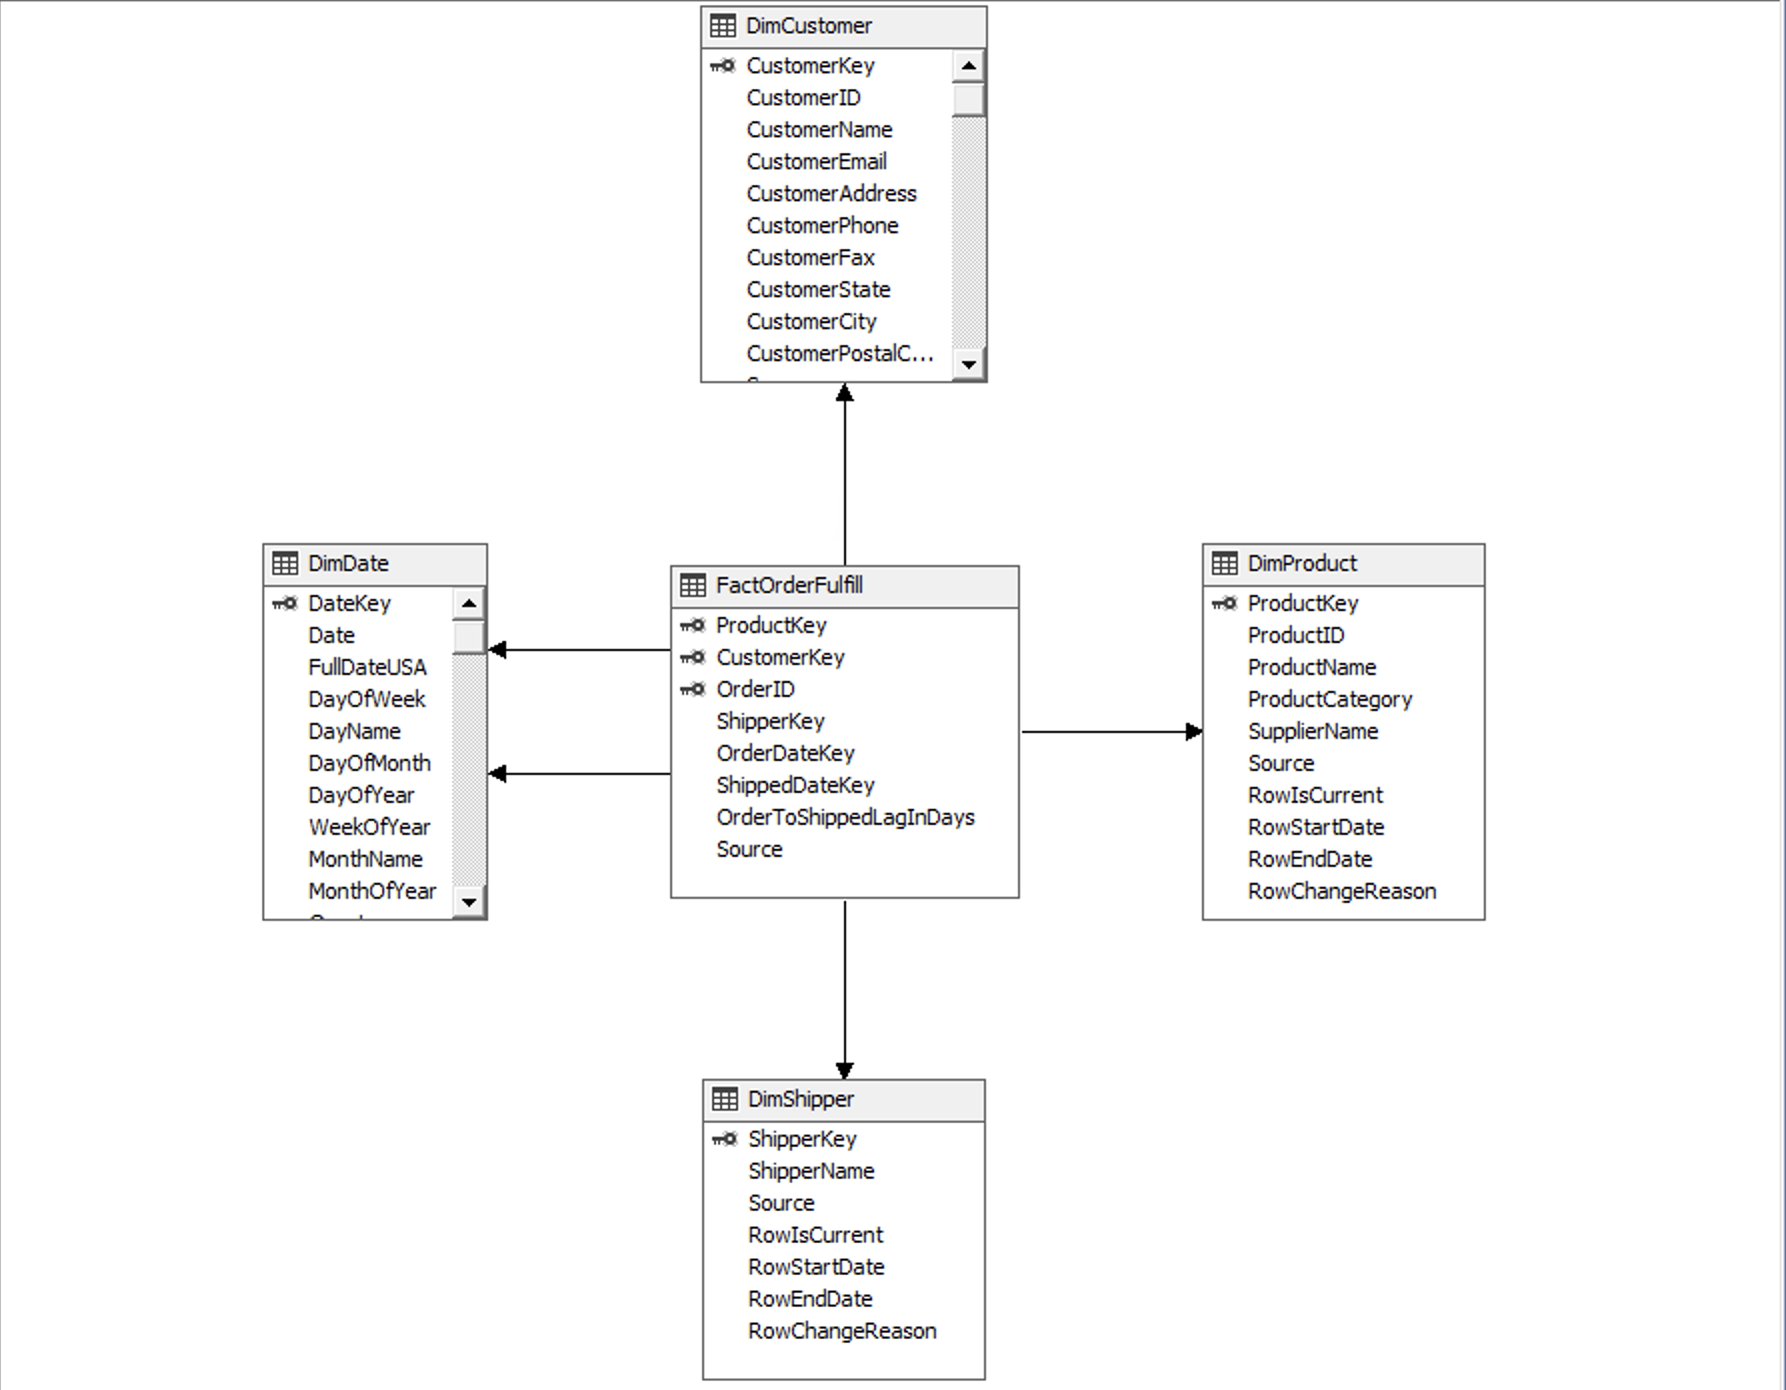 DimCustomer
CustomerKey
CustomerID
CustomerName
CustomerEmail
CustomerAddress
CustomerPhone
CustomerFax
CustomerState
CustomerCity
CustomerPostalC...
DimDate
DateKey
Date
FullDateUSA
DayOfWeek
DayName
DayOfMonth
DayOfYear
WeekOfYear
MonthName
MonthOfYear
FactOrderFulfill
ProductKey
CustomerKey
OrderID
ShipperKey
OrderDateKey
ShippedDateKey
OrderToShippedLagInDays
Source
DimProduct
ProductKey
ProductID
ProductName
ProductCategory
SupplierName
Source
RowIsCurrent
RowStartDate
RowEndDate
RowChangeReason
DimShipper
ShipperKey
ShipperName
Source
RowIsCurrent
RowStartDate
RowEndDate
RowChangeReason